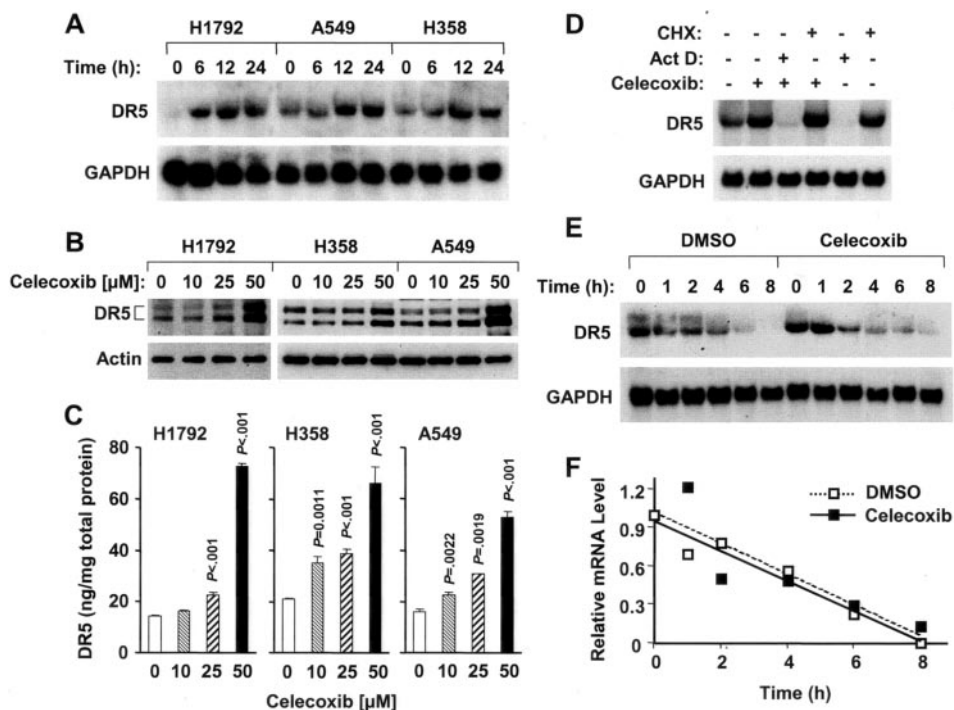 A
H1792 A549 H358
Time (h): 0 6 12 24 0 6 12 24 0 6 12 24
DR5
GAPDH
B
H1792 H358 A549
Celecoxib [µM]: 0 10 25 50 0 10 25 50 0 10 25 50
DR5
Actin
C
H1792 H358 A549
DR5 (ng/mg total protein)
80
60
40
20
0
P<.001
P<.001
P=0.0011
P<.001
P<.001
P=.0022
P=.0019
P<.001
0 10 25 50 0 10 25 50 0 10 25 50
Celecoxib [µM]
D
CHX: - - - + - +
Act D: - - + - + -
Celecoxib: - + + + - -
DR5
GAPDH
E
DMSO Celecoxib
Time (h): 0 1 2 4 6 8 0 1 2 4 6 8
DR5
GAPDH
F
Relative mRNA Level
1.2
0.9
0.6
0.3
0
DMSO
Celecoxib
0 2 4 6 8
Time (h)